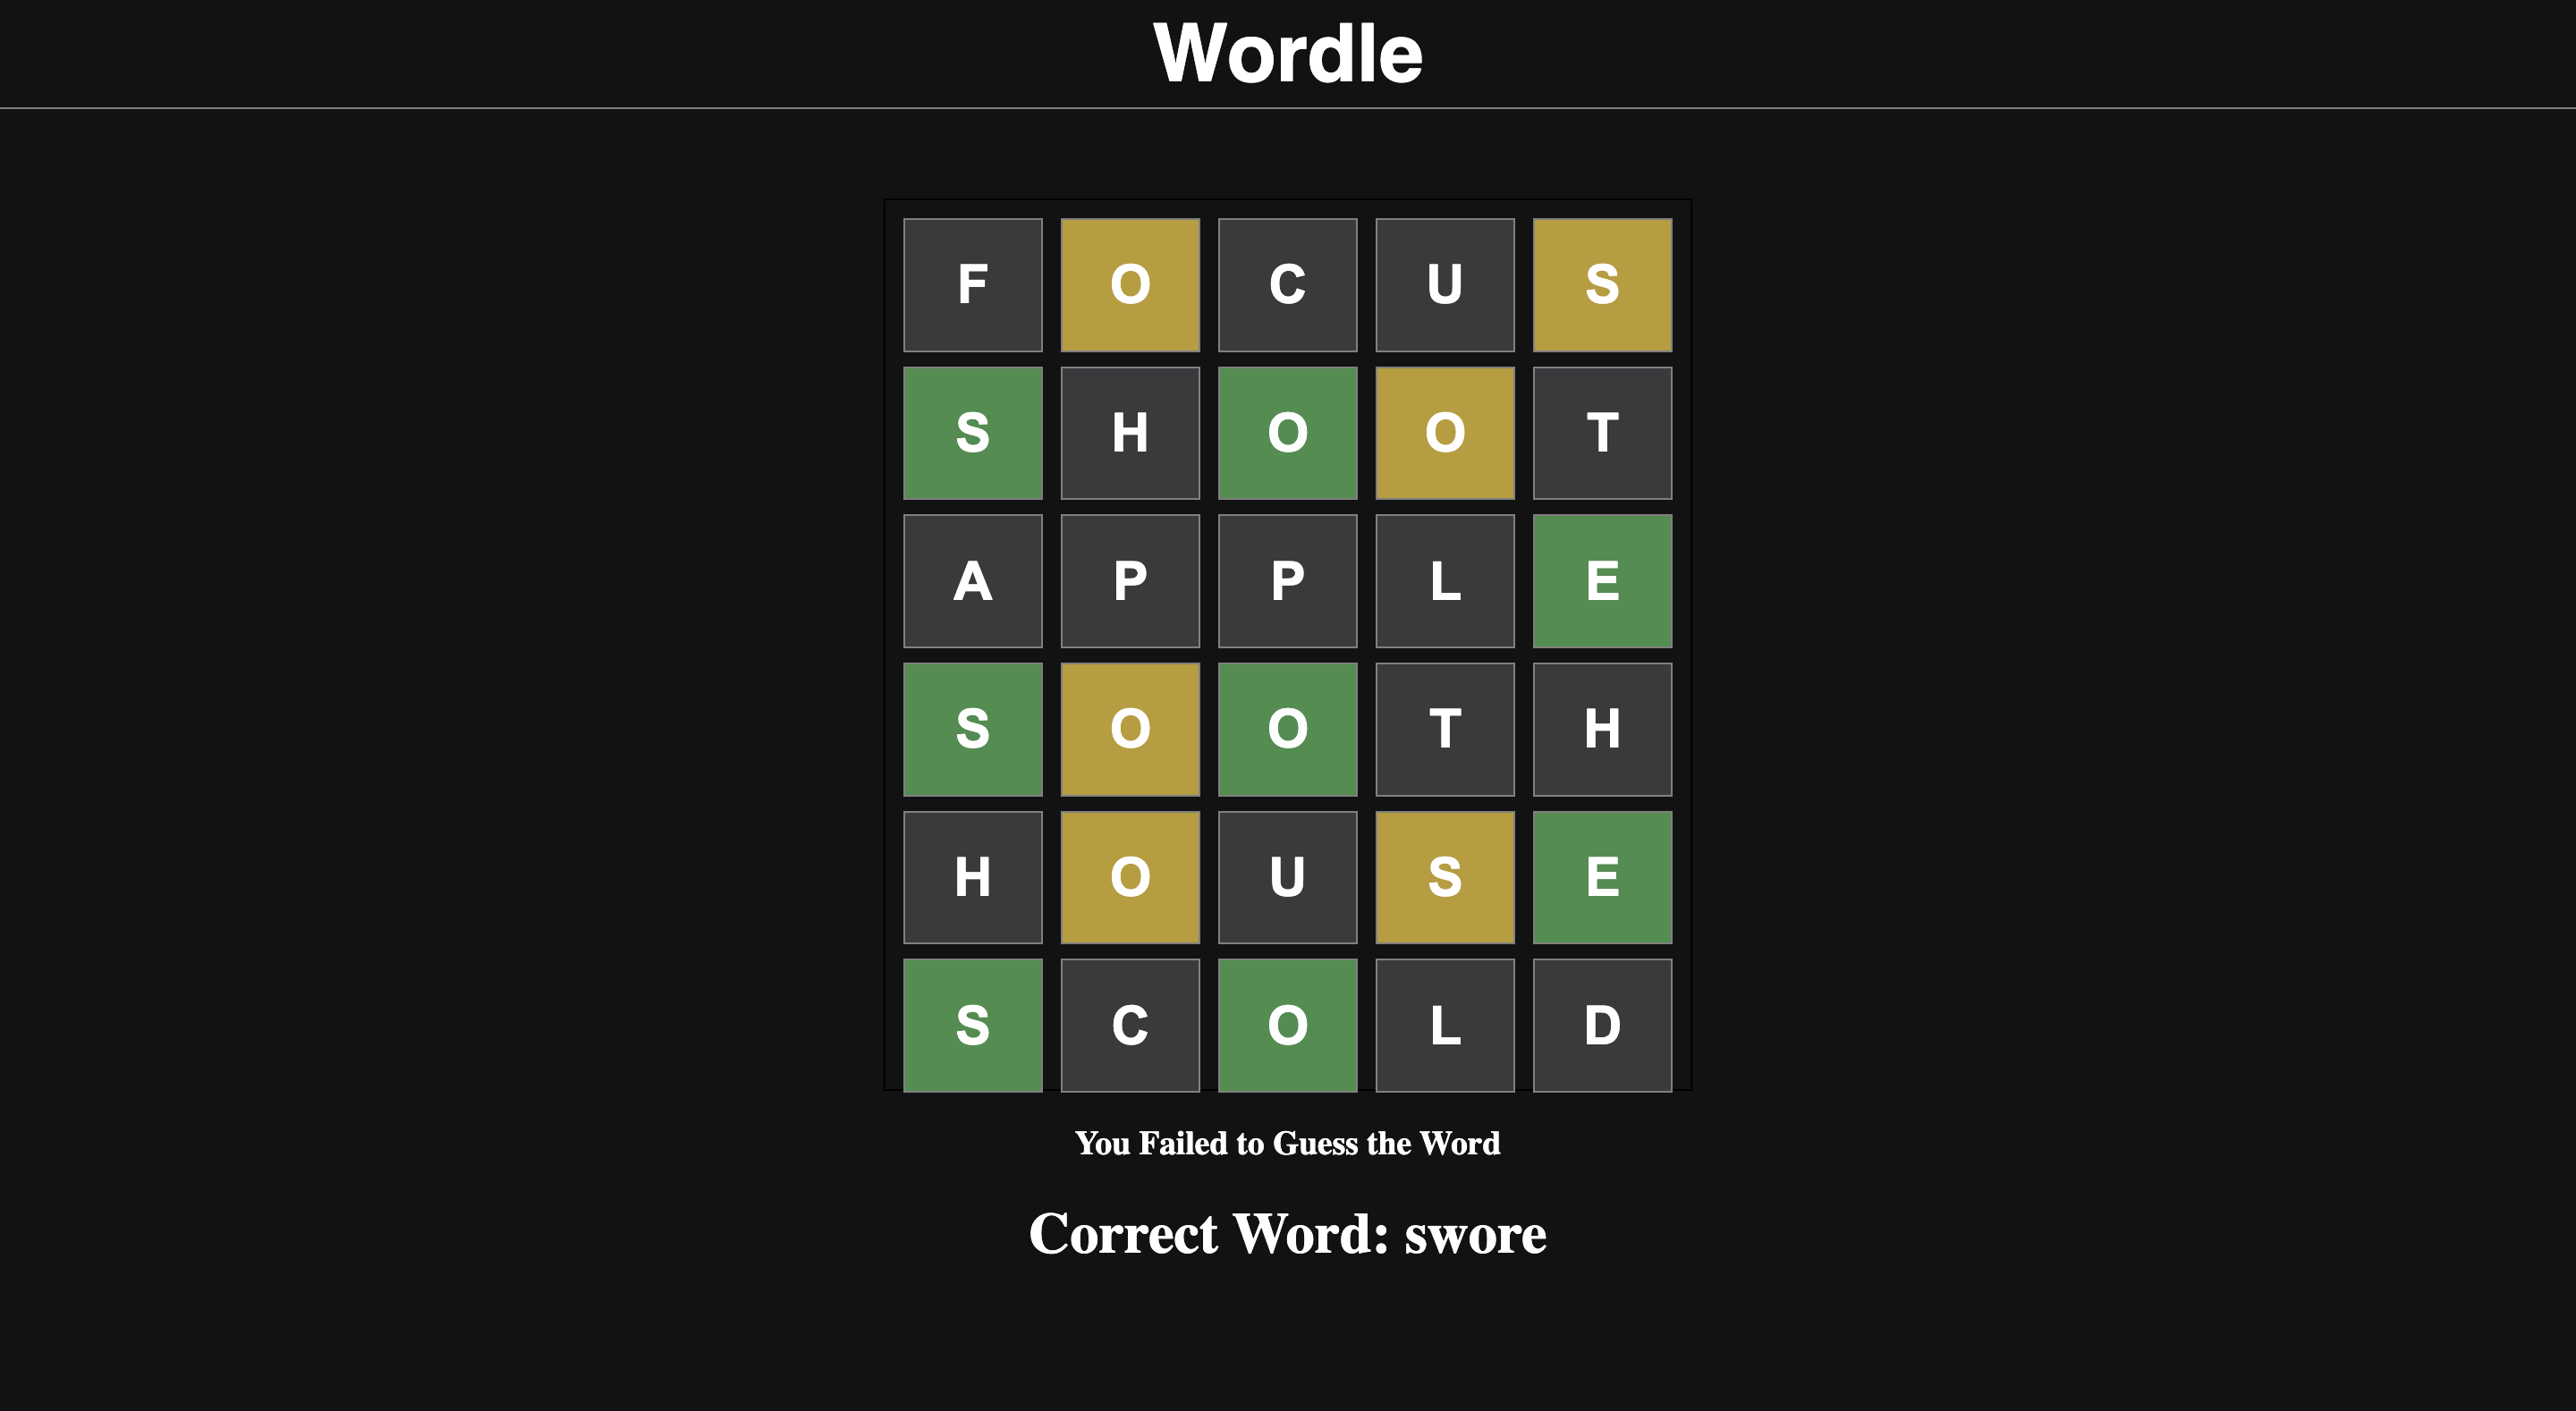 Wordle
F O C U S
S H O O T
A P P L E
S O O T H
H O U S E
S C O L D
You Failed to Guess the Word
Correct Word: swore